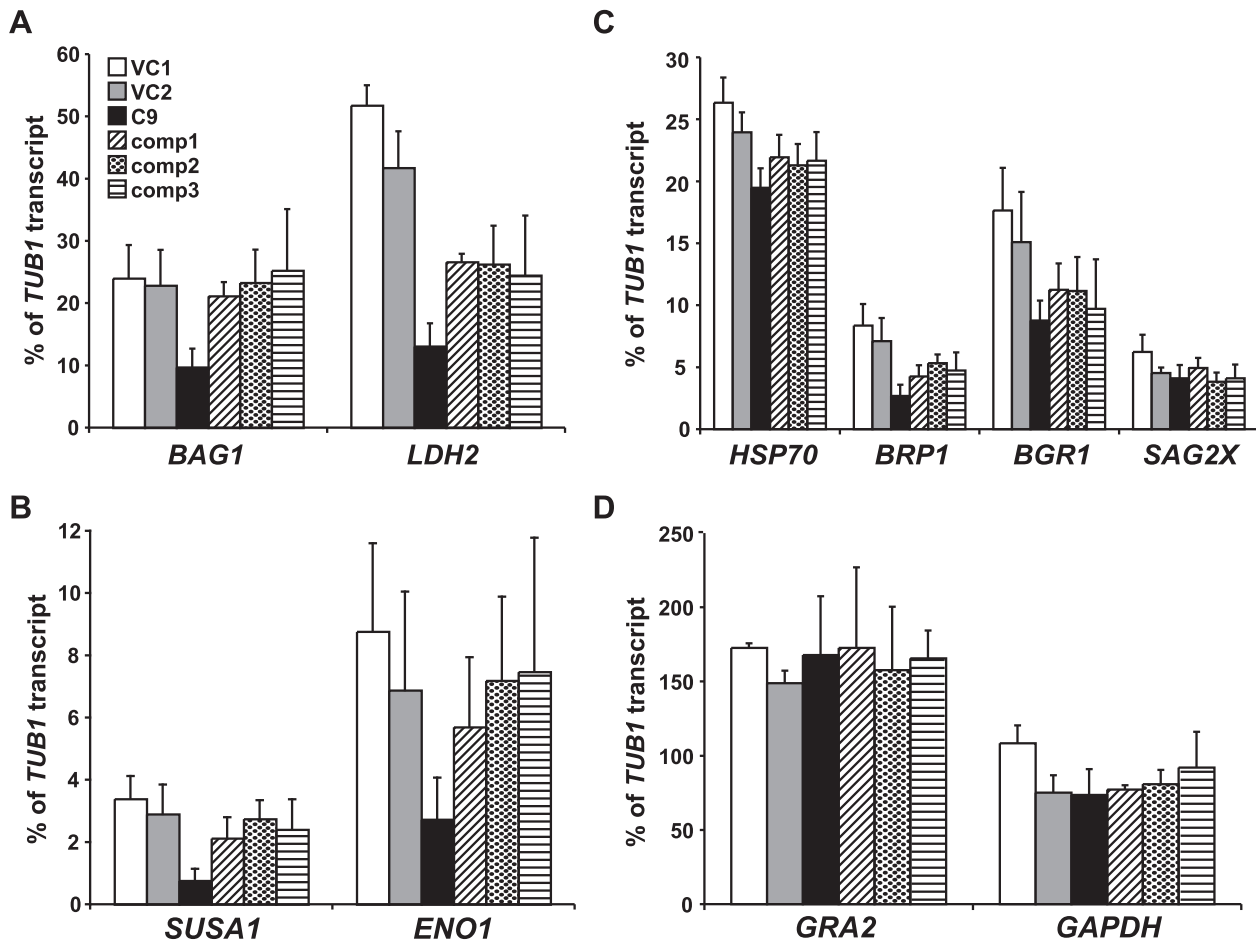 A
% of TUB1 transcript
60
50
40
30
20
10
0
VC1
VC2
C9
comp1
comp2
comp3
BAG1 LDH2
C
% of TUB1 transcript
30
25
20
15
10
5
0
HSP70 BRP1 BGR1 SAG2X
B
% of TUB1 transcript
12
10
8
6
4
2
0
SUSA1 ENO1
D
% of TUB1 transcript
250
200
150
100
50
0
GRA2 GAPDH